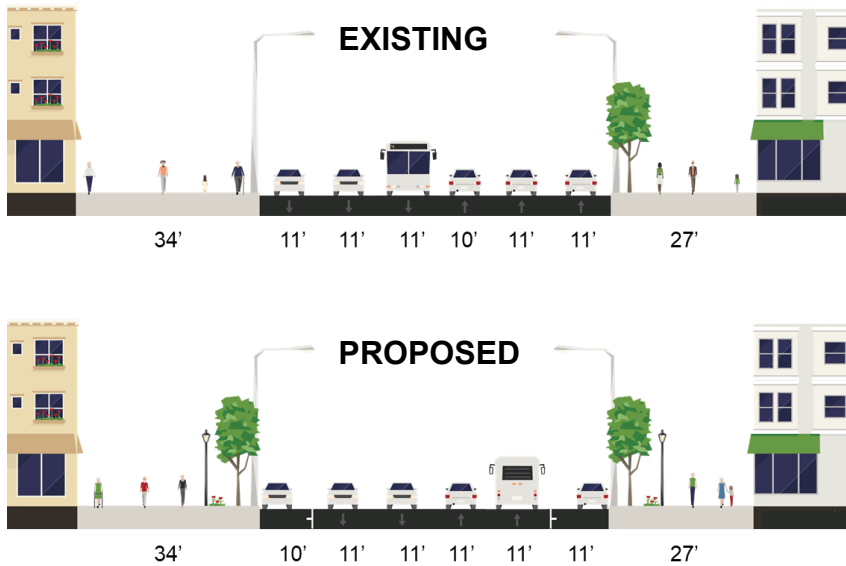 EXISTING
34’ 11’ 11’ 11’ 10’ 11’ 11’ 27’
PROPOSED
34’ 10’ 11’ 11’ 11’ 11’ 11’ 27’